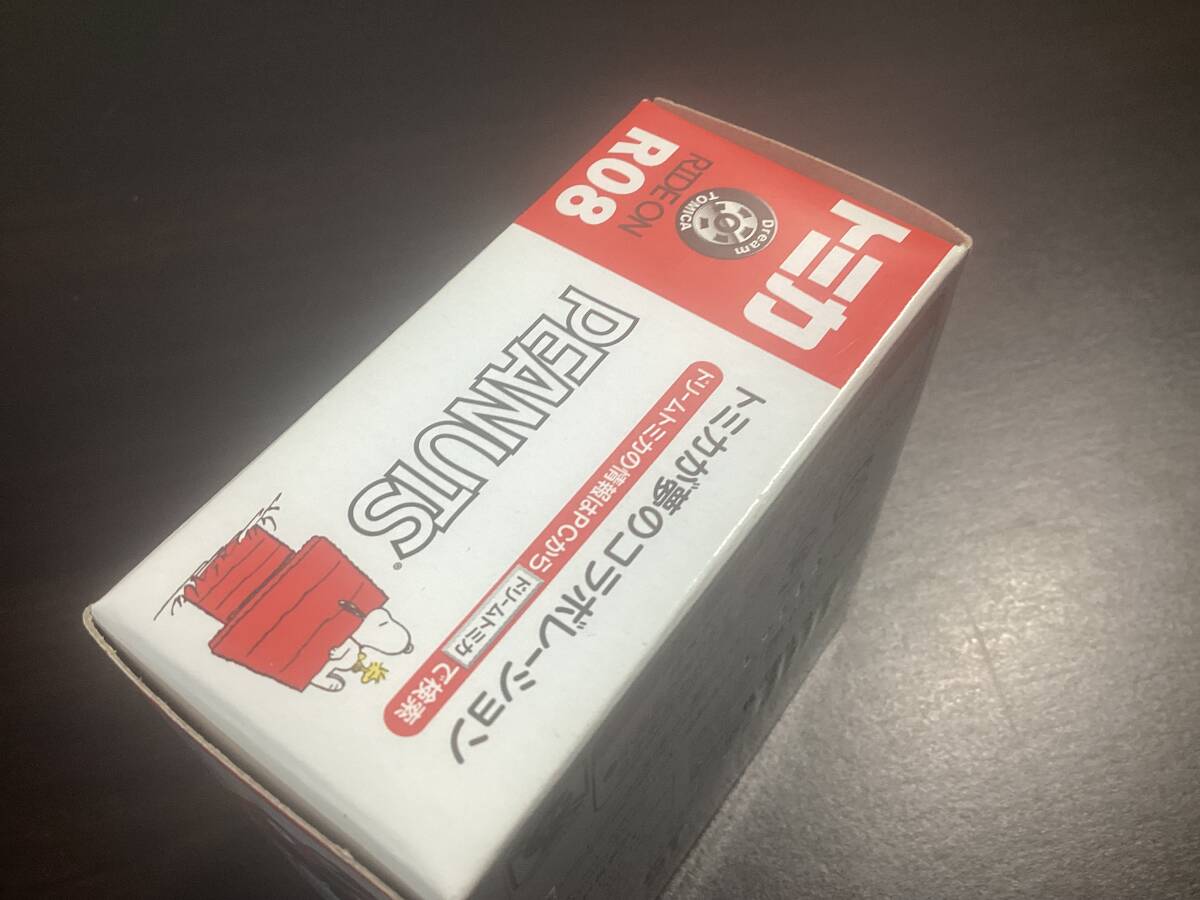 トミカ
Dream
TOMICA
RIDE ON
R08
トミカが夢のコラボレーション
ドリームトミカの情報はPCから ドリームトミカ で検索
PEANUTS®